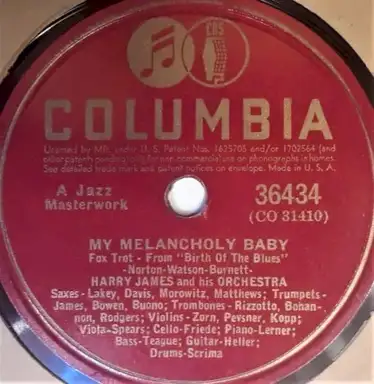 CBS
COLUMBIA
Licensed by Mfr. under U. S. Patent Nos. 1625705 and/or 1702564 (and
other patents pending) only for non commercial use on phonographs in homes.
See detailed trade mark and patent notices on envelope. Made in U. S. A.
A Jazz
Masterwork
36434
(CO 31410)
MY MELANCHOLY BABY
Fox Trot - From "Birth Of The Blues"
-Norton-Watson-Burnett-
HARRY JAMES and his ORCHESTRA
Saxes-Lakey, Davis, Morowitz, Matthews; Trumpets-
James, Bowen, Buono; Trombones-Rizzotto, Bohan-
non, Rodgers; Violins-Zorn, Pevsner, Kopp;
Viola-Spears; Cello-Friede; Piano-Lerner;
Bass-Teague; Guitar-Heller;
Drums-Scrima